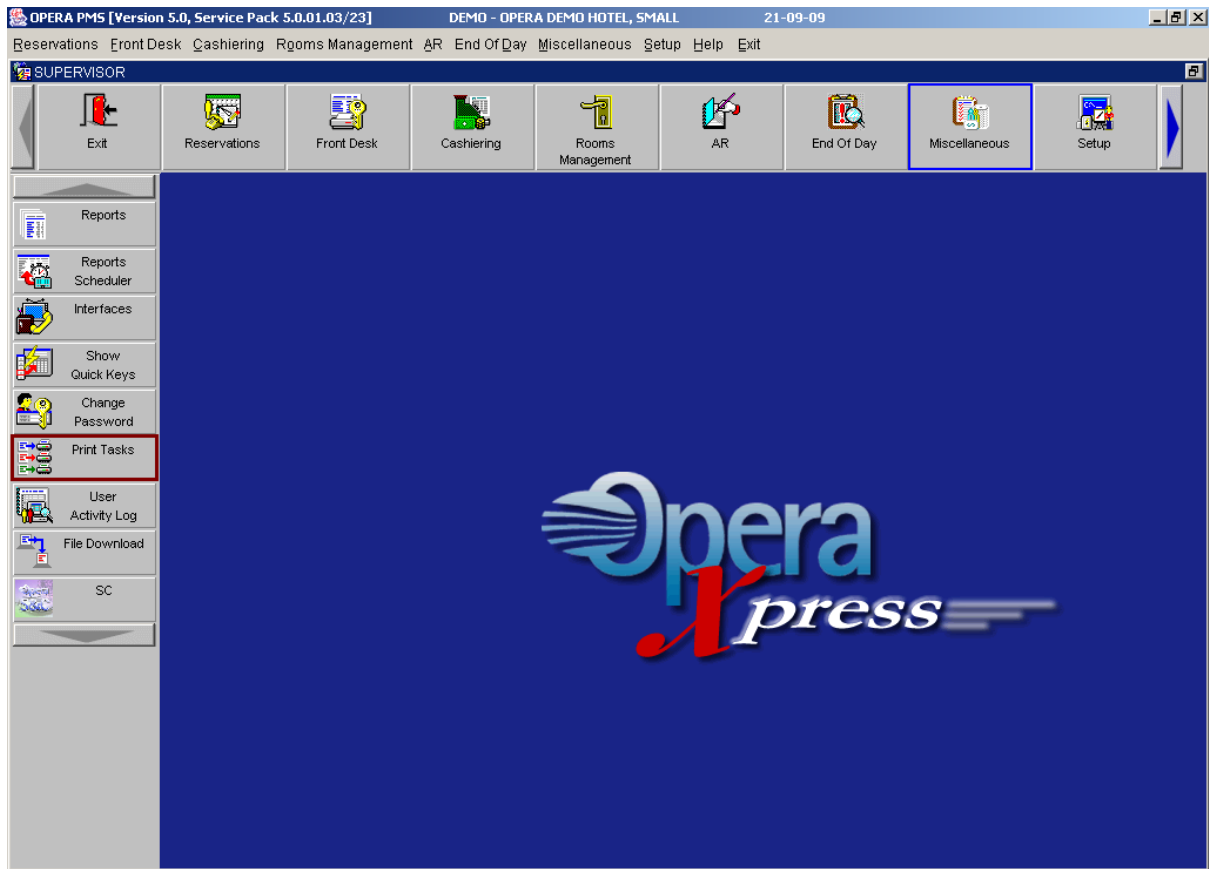 OPERA PMS [Version 5.0, Service Pack 5.0.01.03/23] DEMO - OPERA DEMO HOTEL, SMALL 21-09-09
Reservations Front Desk Cashiering Rooms Management AR End Of Day Miscellaneous Setup Help Exit
SUPERVISOR
Exit
Reservations
Front Desk
Cashiering
Rooms
Management
AR
End Of Day
Miscellaneous
Setup
Reports
Reports
Scheduler
Interfaces
Show
Quick Keys
Change
Password
Print Tasks
User
Activity Log
File Download
SC
Opera
Xpress